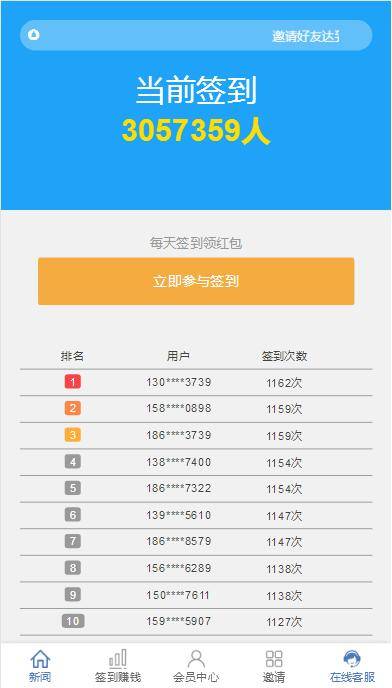 邀请好友达到
当前签到
3057359人
每天签到领红包
立即参与签到
排名 用户 签到次数
1 130****3739 1162次
2 158****0898 1159次
3 186****3739 1159次
4 138****7400 1154次
5 186****7322 1154次
6 139****5610 1147次
7 186****8579 1147次
8 156****6289 1138次
9 150****7611 1138次
10 159****5907 1127次
新闻 签到赚钱 会员中心 邀请 在线客服